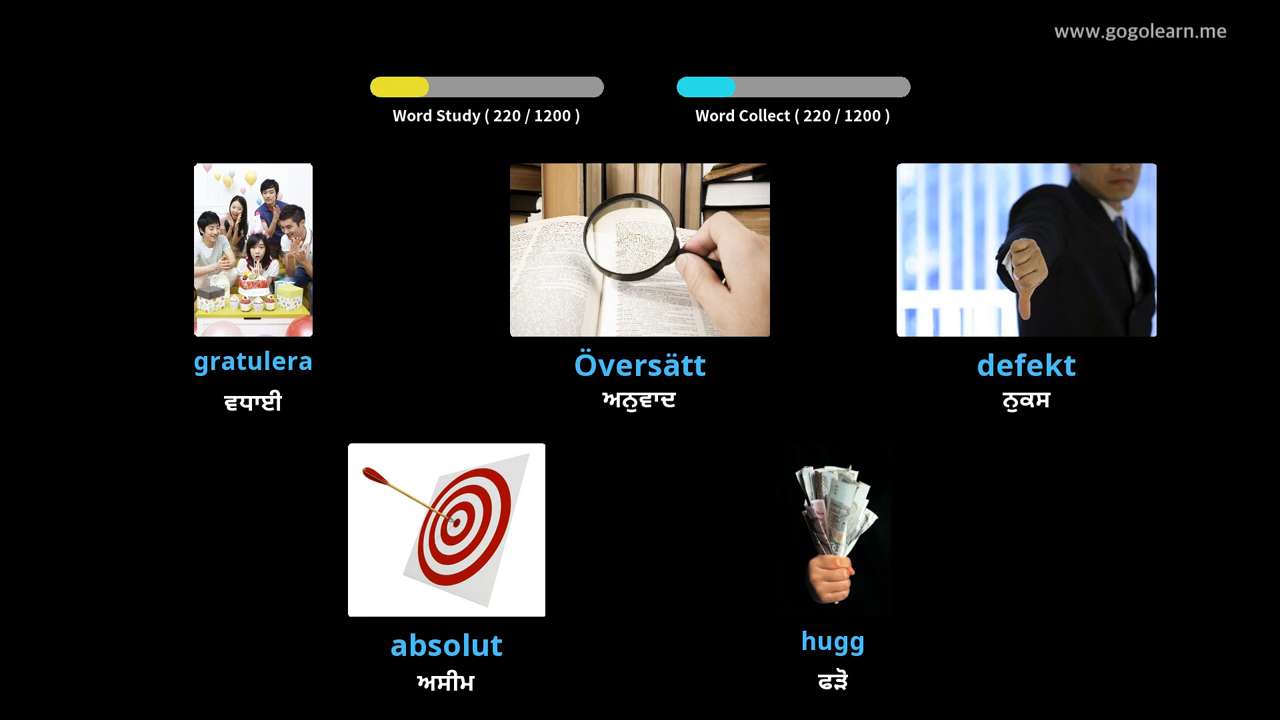 www.gogolearn.me
Word Study ( 220 / 1200 )
Word Collect ( 220 / 1200 )
gratulera
ਵਧਾਈ
Översätt
ਅਨੁਵਾਦ
defekt
ਨੁਕਸ
absolut
ਅਸੀਮ
hugg
ਫੜੋ